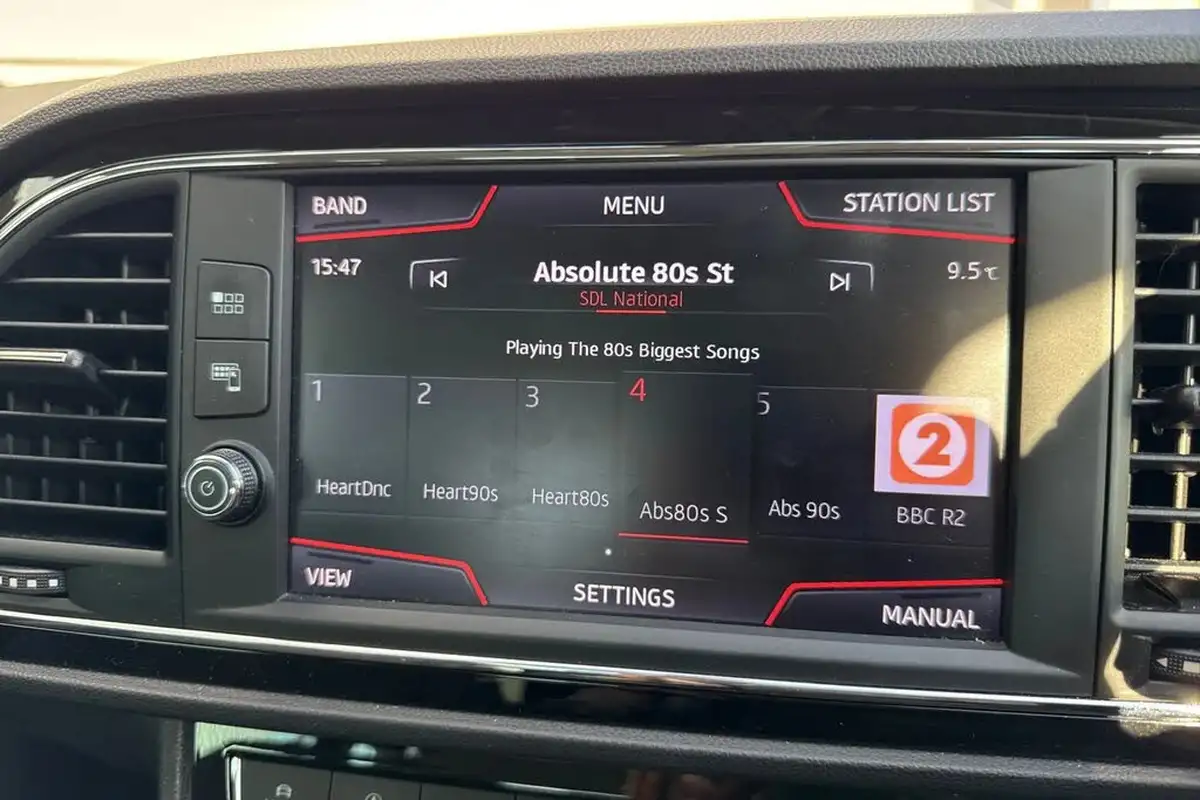 BAND MENU STATION LIST
15:47 Absolute 80s St 9.5°C
SDL National
Playing The 80s Biggest Songs
1 2 3 4 5 2
HeartDnc Heart90s Heart80s Abs80s S Abs 90s BBC R2
VIEW SETTINGS MANUAL